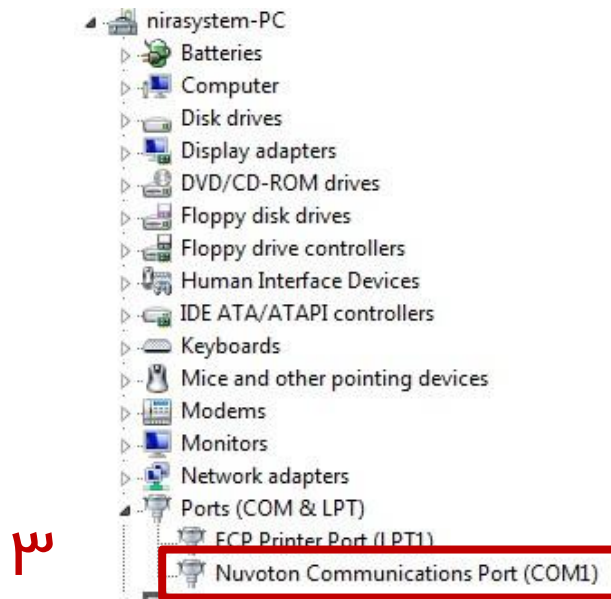 nirasystem-PC
Batteries
Computer
Disk drives
Display adapters
DVD/CD-ROM drives
Floppy disk drives
Floppy drive controllers
Human Interface Devices
IDE ATA/ATAPI controllers
Keyboards
Mice and other pointing devices
Modems
Monitors
Network adapters
Ports (COM & LPT)
ECP Printer Port (LPT1)
۳
Nuvoton Communications Port (COM1)